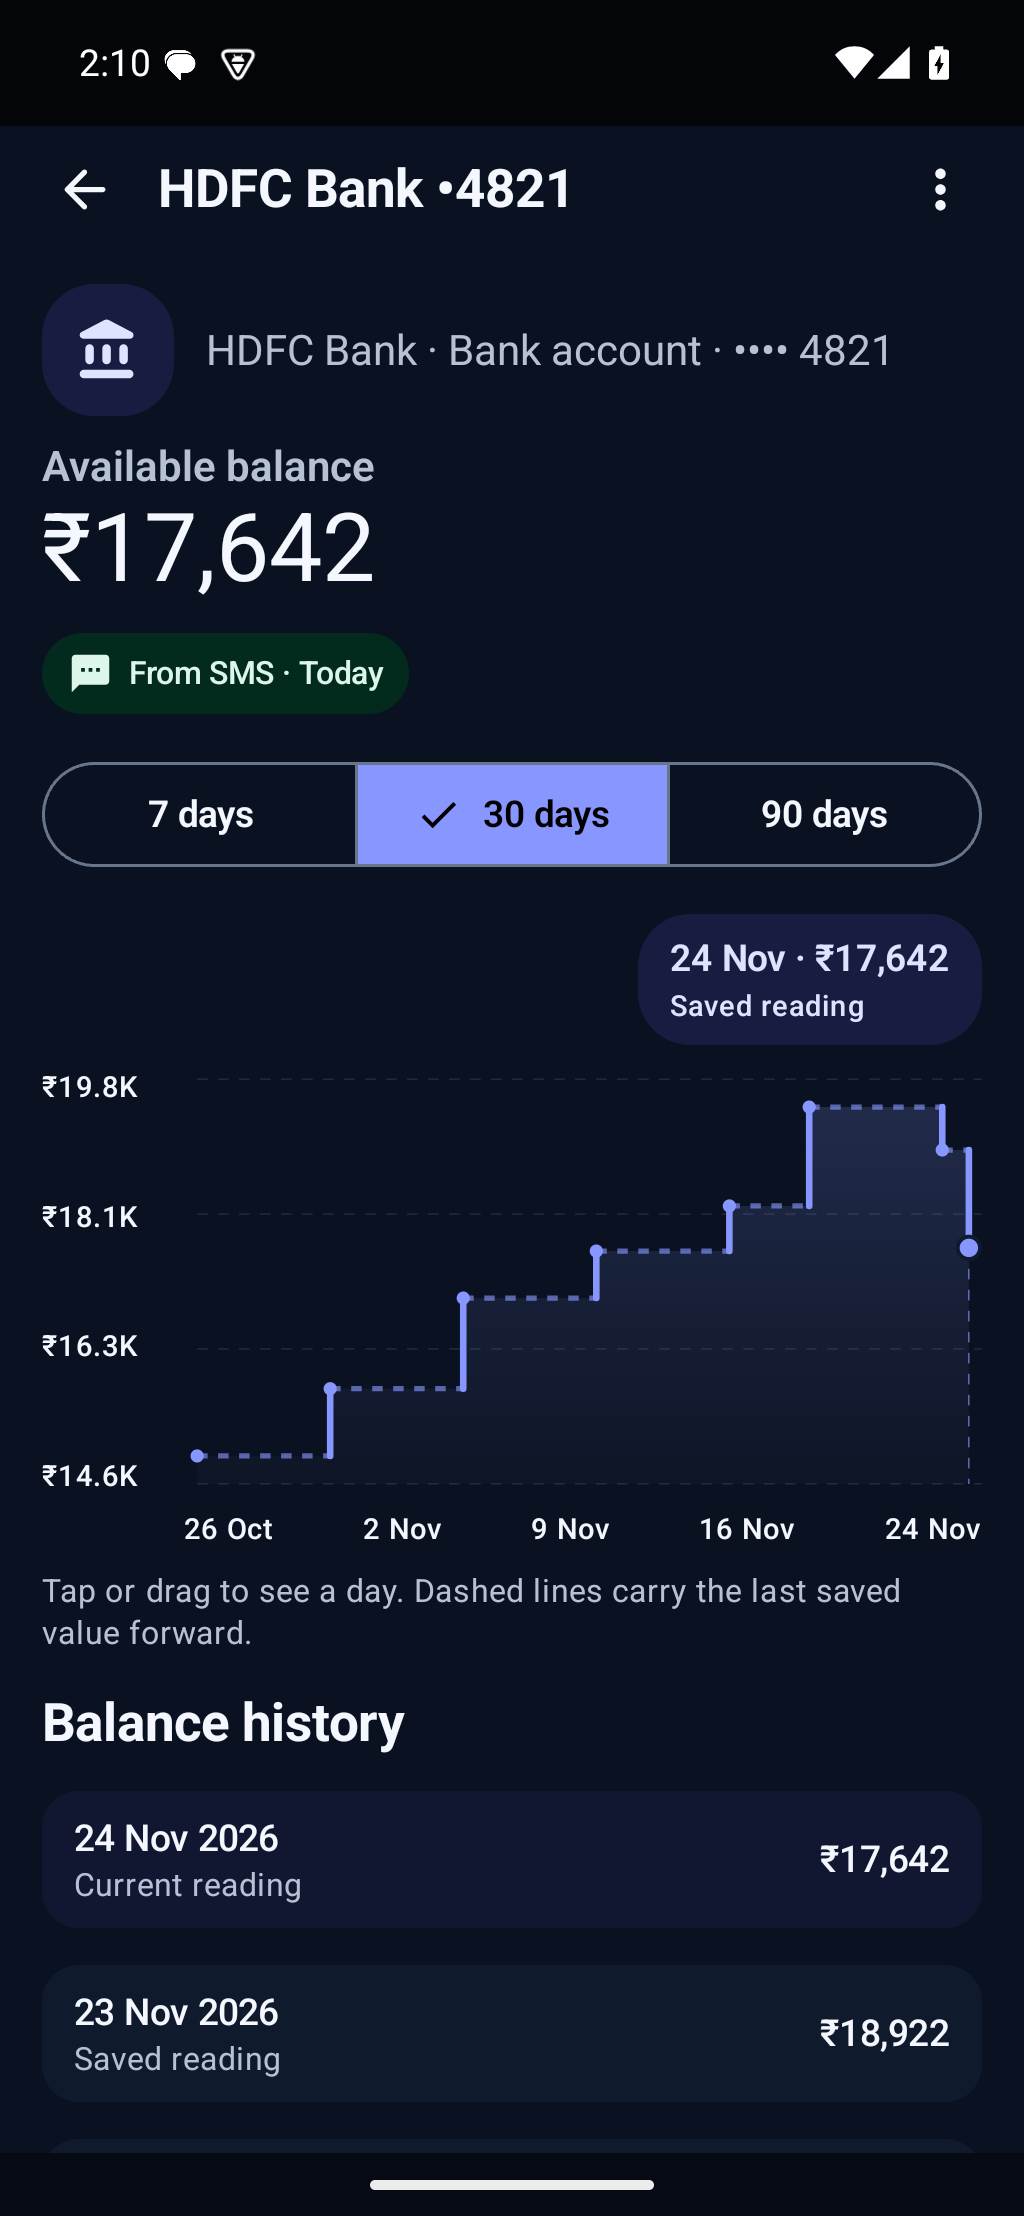 2:10
HDFC Bank •4821
HDFC Bank · Bank account · •••• 4821
Available balance
₹17,642
From SMS · Today
7 days
30 days
90 days
24 Nov · ₹17,642
Saved reading
₹19.8K
₹18.1K
₹16.3K
₹14.6K
26 Oct
2 Nov
9 Nov
16 Nov
24 Nov
Tap or drag to see a day. Dashed lines carry the last saved
value forward.
Balance history
24 Nov 2026
Current reading
₹17,642
23 Nov 2026
Saved reading
₹18,922